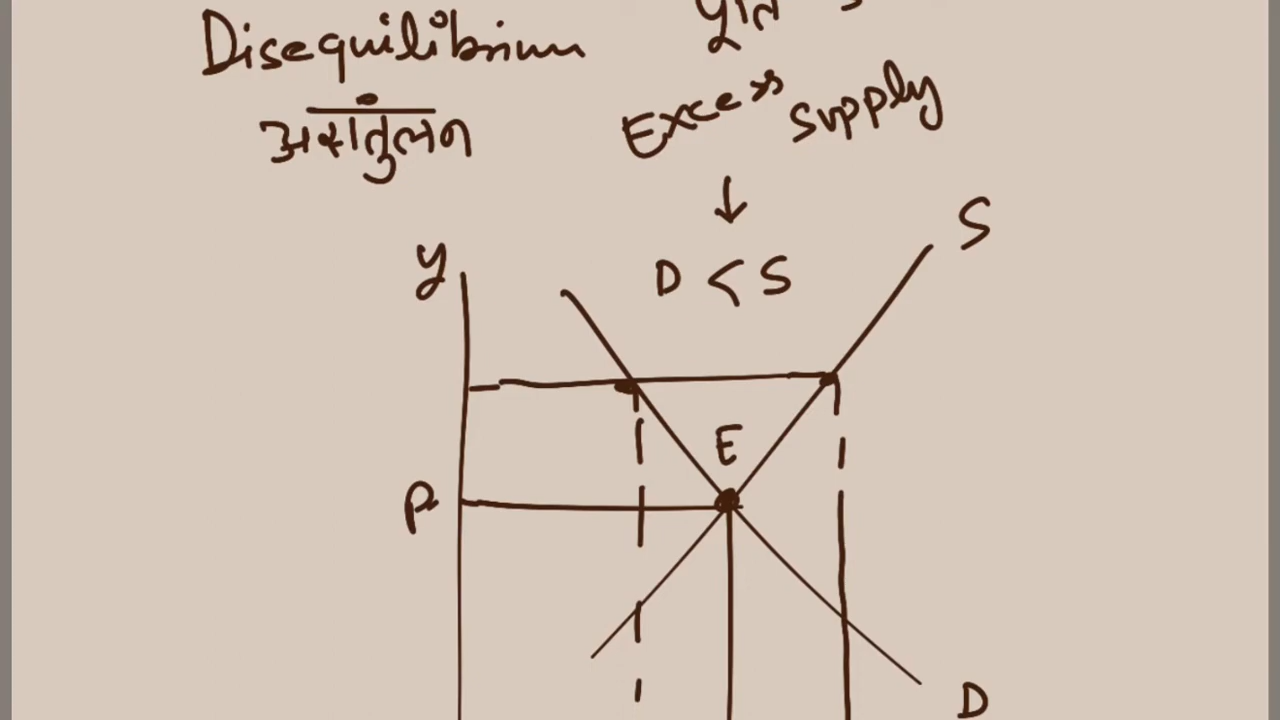 Disequilibrium
असंतुलन
Excess supply
↓
D < S
S
y
E
P
D